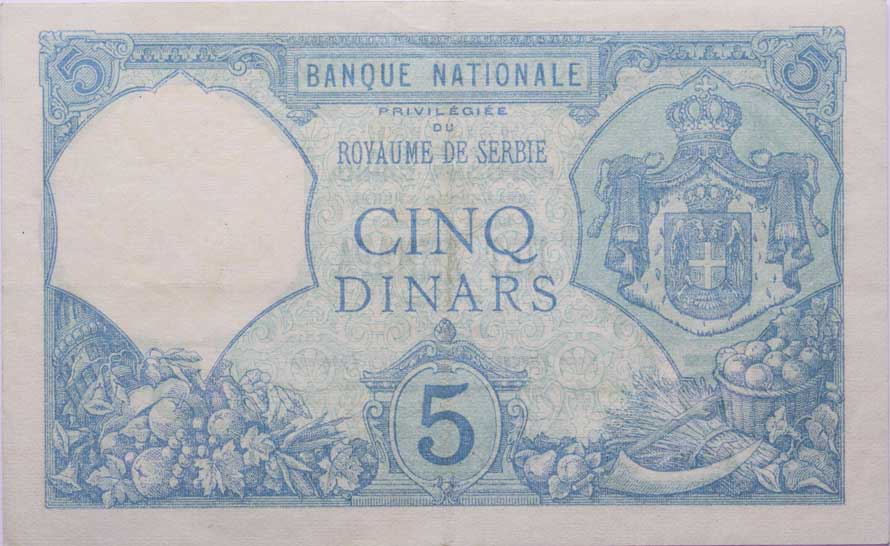 5
5
BANQUE NATIONALE
PRIVILÉGIÉE
DU
ROYAUME DE SERBIE
CINQ
DINARS
5